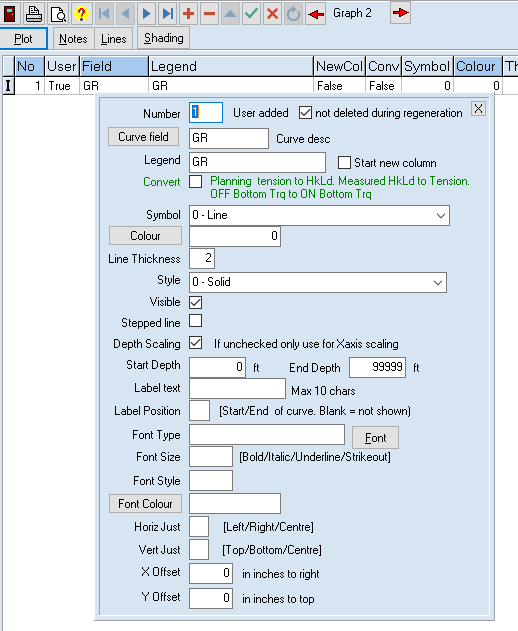 Graph 2
Plot Notes Lines Shading
No User Field Legend NewCol Conv Symbol Colour Th
1 True GR GR False False 0 0
Number 1 User added not deleted during regeneration X
Curve field GR Curve desc
Legend GR Start new column
Convert Planning tension to HkLd. Measured HkLd to Tension.
OFF Bottom Trq to ON Bottom Trq
Symbol 0 - Line
Colour 0
Line Thickness 2
Style 0 - Solid
Visible
Stepped line
Depth Scaling If unchecked only use for Xaxis scaling
Start Depth 0 ft End Depth 99999 ft
Label text Max 10 chars
Label Position [Start/End of curve. Blank = not shown)
Font Type Font
Font Size [Bold/Italic/Underline/Strikeout]
Font Style
Font Colour
Horiz Just [Left/Right/Centre]
Vert Just [Top/Bottom/Centre]
X Offset 0 in inches to right
Y Offset 0 in inches to top